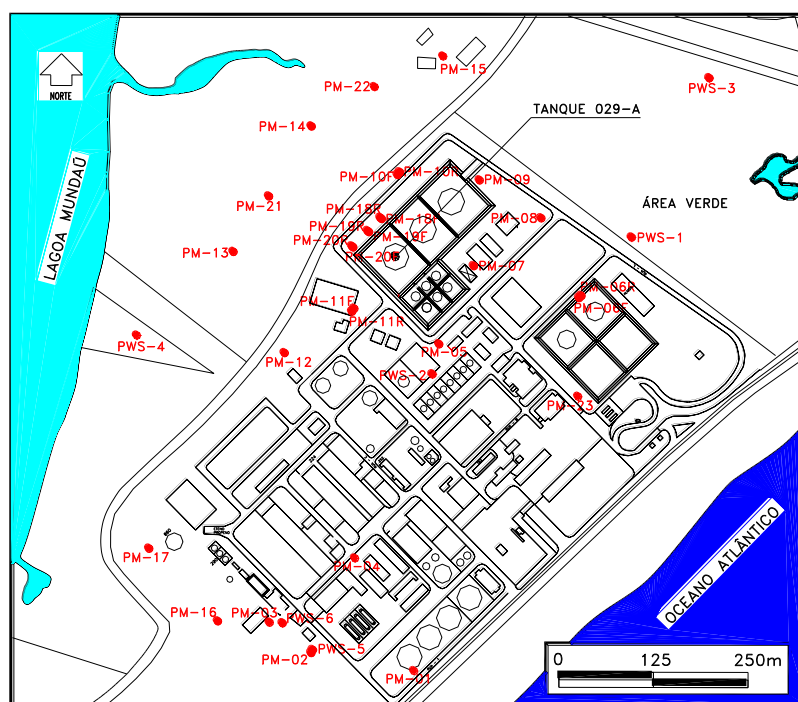 PM-15
PWS-3
PM-22
NORTE
TANQUE 029-A
PM-14
LAGOA MUNDAÚ
PM-10F
PM-10R
PM-09
PM-21
ÁREA VERDE
PM-18R
PM-18F
PM-08
PM-19R
PM-19F
PWS-1
PM-20R
PM-20F
PM-13
PM-07
PM-06R
PM-06F
PM-11F
PM-11R
PWS-4
PM-05
PM-12
PWS-2
PM-23
PM-17
PM-04
OCEANO ATLÂNTICO
PM-16
PM-03
PWS-6
PWS-5
PM-02
PM-01
0 125 250m